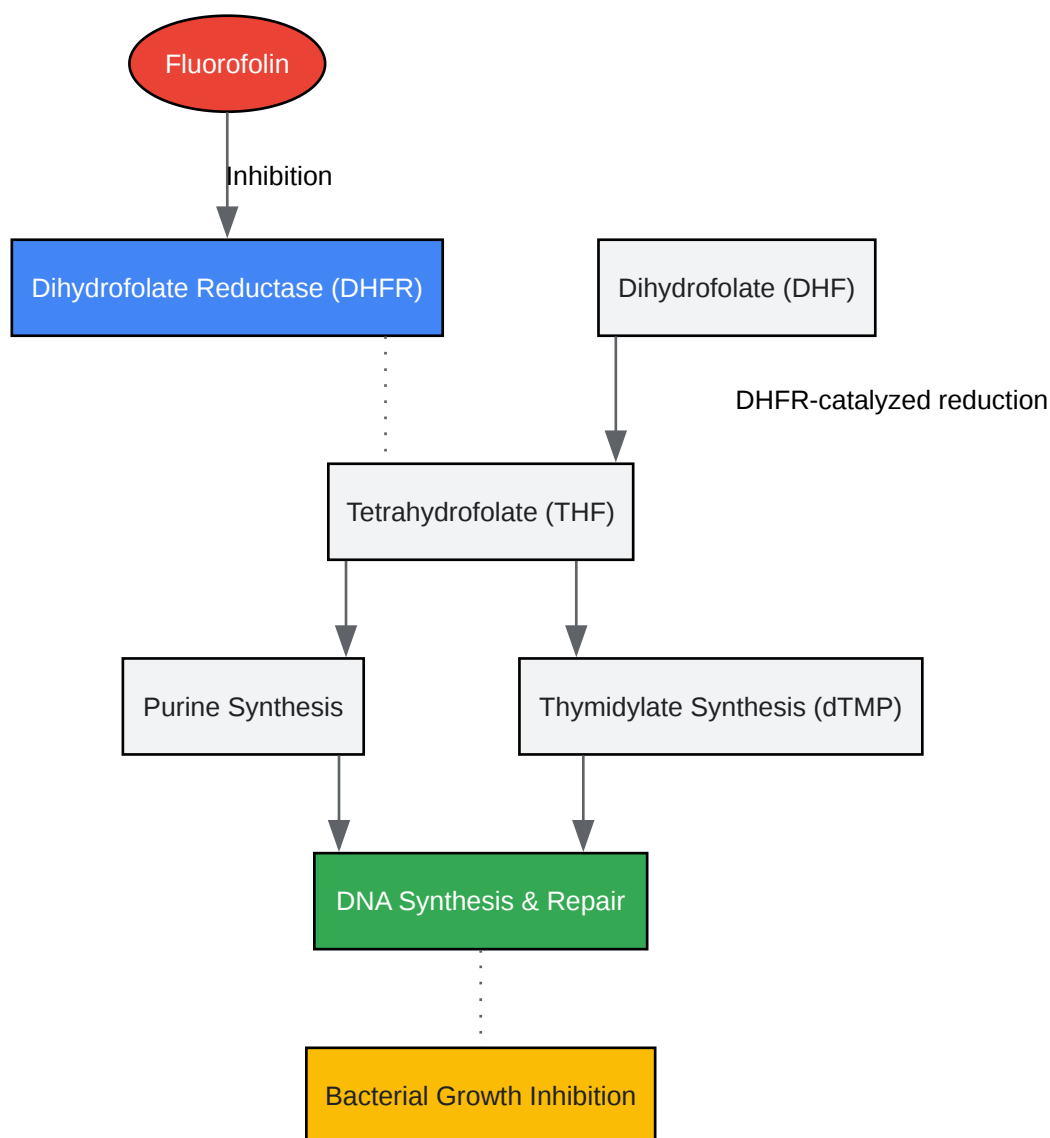 Fluorofolin
Inhibition
Dihydrofolate Reductase (DHFR)
Dihydrofolate (DHF)
DHFR-catalyzed reduction
Tetrahydrofolate (THF)
Purine Synthesis
Thymidylate Synthesis (dTMP)
DNA Synthesis & Repair
Bacterial Growth Inhibition